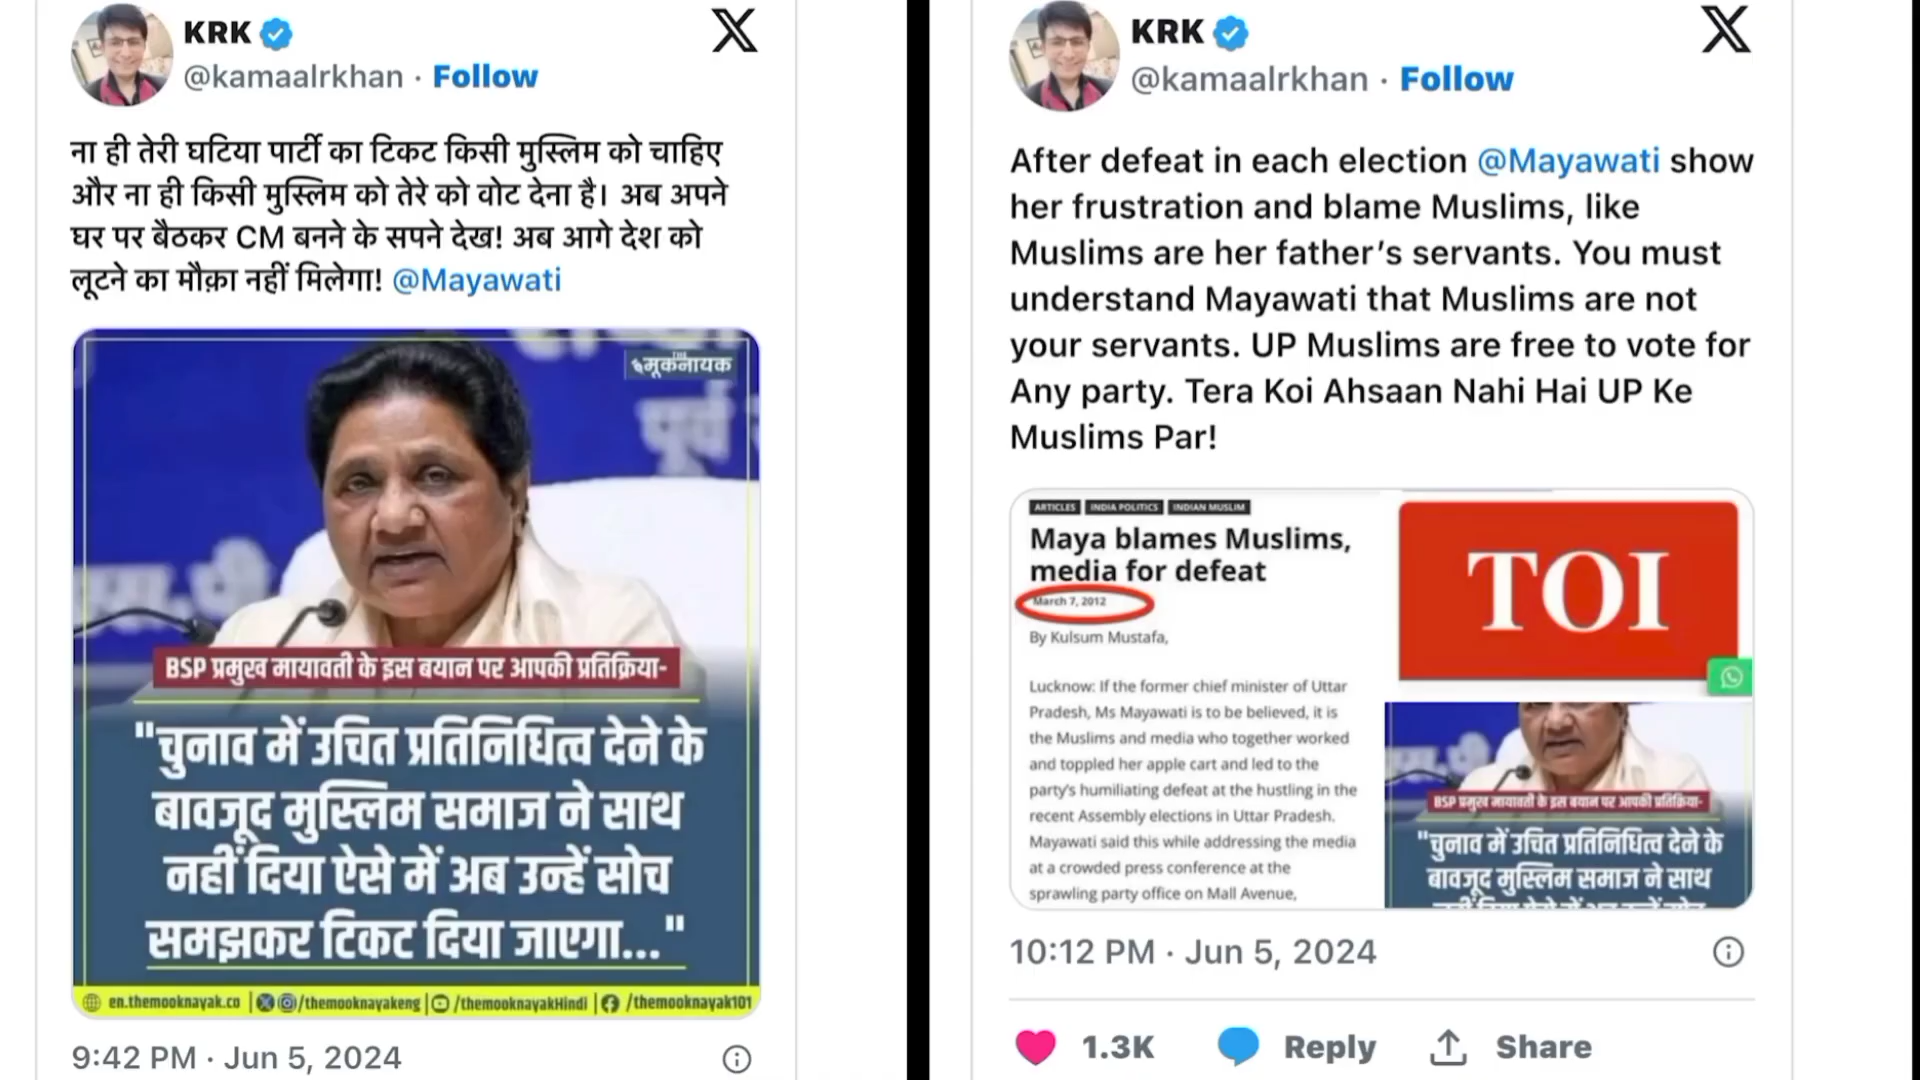 KRK
@kamaalrkhan · Follow
ना ही तेरी घटिया पार्टी का टिकट किसी मुस्लिम को चाहिए
और ना ही किसी मुस्लिम को तेरे को वोट देना है। अब अपने
घर पर बैठकर CM बनने के सपने देख! अब आगे देश को
लूटने का मौक़ा नहीं मिलेगा! @Mayawati
THE
मूकनायक
BSP प्रमुख मायावती के इस बयान पर आपकी प्रतिक्रिया-
"चुनाव में उचित प्रतिनिधित्व देने के
बावजूद मुस्लिम समाज ने साथ
नहीं दिया ऐसे में अब उन्हें सोच
समझकर टिकट दिया जाएगा..."
en.themooknayak.co | /themooknayakeng | /themooknayakHindi | /themooknayak101
9:42 PM · Jun 5, 2024
KRK
@kamaalrkhan · Follow
After defeat in each election @Mayawati show
her frustration and blame Muslims, like
Muslims are her father’s servants. You must
understand Mayawati that Muslims are not
your servants. UP Muslims are free to vote for
Any party. Tera Koi Ahsaan Nahi Hai UP Ke
Muslims Par!
ARTICLES INDIA POLITICS INDIAN MUSLIM
Maya blames Muslims,
media for defeat
March 7, 2012
By Kulsum Mustafa,
Lucknow: If the former chief minister of Uttar
Pradesh, Ms Mayawati is to be believed, it is
the Muslims and media who together worked
and toppled her apple cart and led to the
party’s humiliating defeat at the hustling in the
recent Assembly elections in Uttar Pradesh.
Mayawati said this while addressing the media
at a crowded press conference at the
sprawling party office on Mall Avenue,
TOI
BSP प्रमुख मायावती के इस बयान पर आपकी प्रतिक्रिया-
"चुनाव में उचित प्रतिनिधित्व देने के
बावजूद मुस्लिम समाज ने साथ
10:12 PM · Jun 5, 2024
1.3K Reply Share